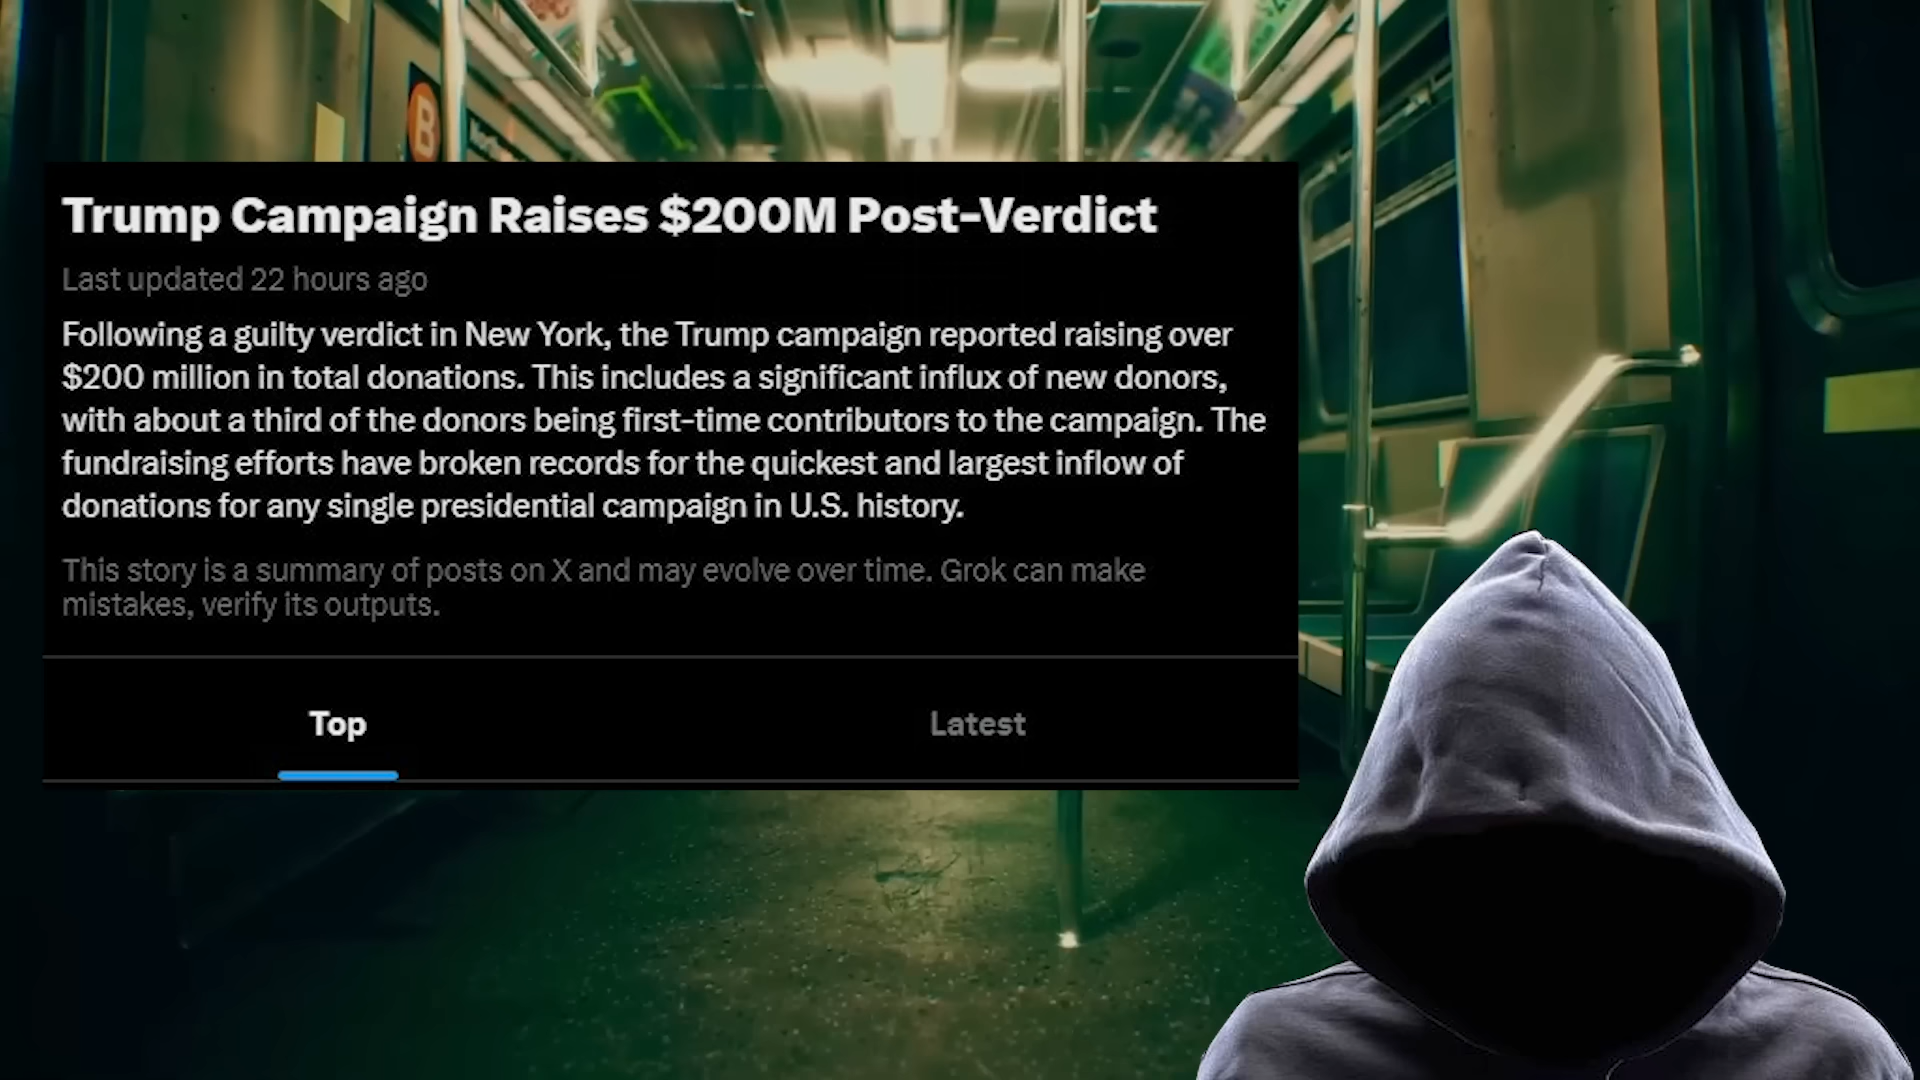 B
Trump Campaign Raises $200M Post-Verdict
Last updated 22 hours ago
Following a guilty verdict in New York, the Trump campaign reported raising over
$200 million in total donations. This includes a significant influx of new donors,
with about a third of the donors being first-time contributors to the campaign. The
fundraising efforts have broken records for the quickest and largest inflow of
donations for any single presidential campaign in U.S. history.
This story is a summary of posts on X and may evolve over time. Grok can make
mistakes, verify its outputs.
Top
Latest